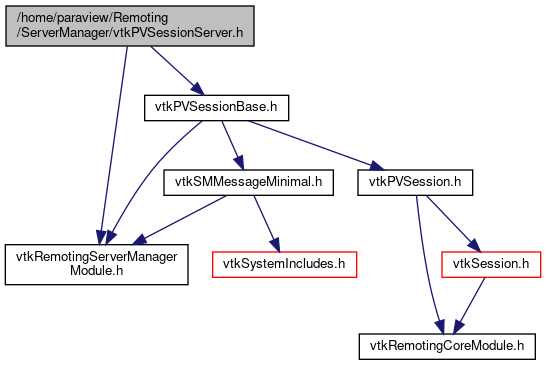 /home/paraview/Remoting
/ServerManager/vtkPVSessionServer.h
vtkPVSessionBase.h
vtkSMMessageMinimal.h
vtkPVSession.h
vtkRemotingServerManager
Module.h
vtkSystemIncludes.h
vtkSession.h
vtkRemotingCoreModule.h